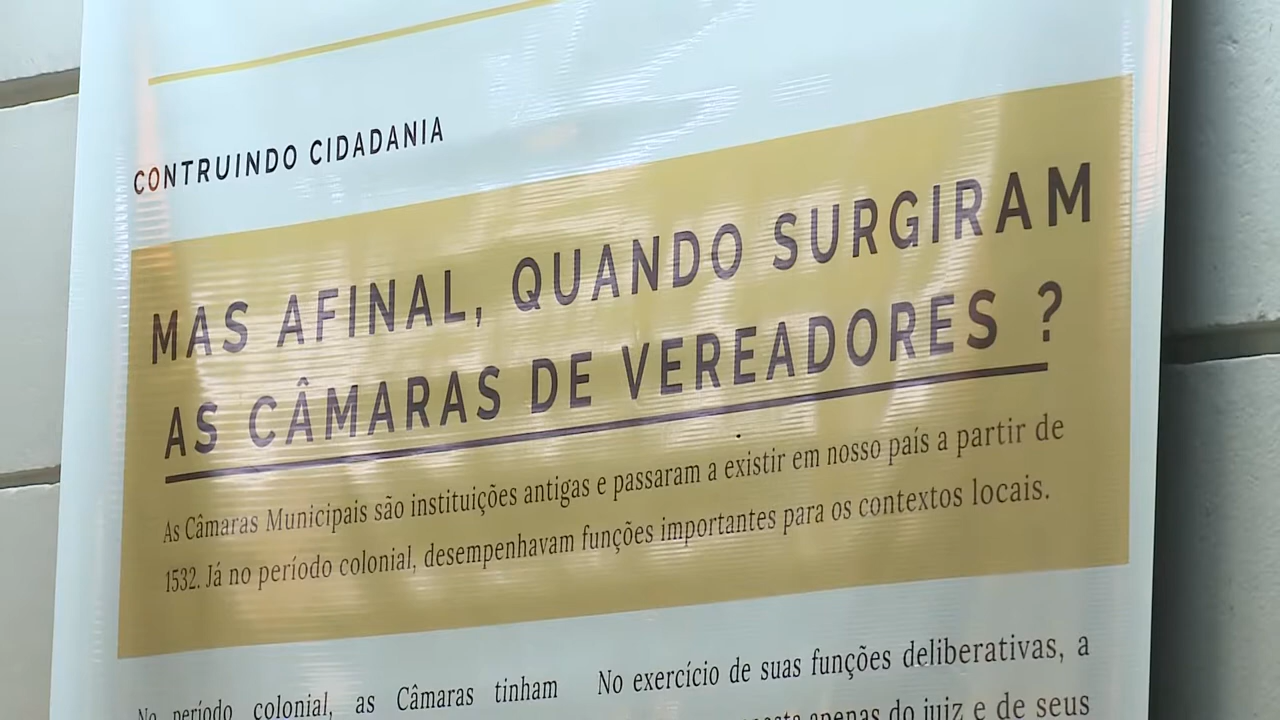 CONTRUINDO CIDADANIA
MAS AFINAL, QUANDO SURGIRAM
AS CÂMARAS DE VEREADORES ?
As Câmaras Municipais são instituições antigas e passaram a existir em nosso país a partir de
1532. Já no período colonial, desempenhavam funções importantes para os contextos locais.
No período colonial, as Câmaras tinham
No exercício de suas funções deliberativas, a
apenas do juiz e de seus